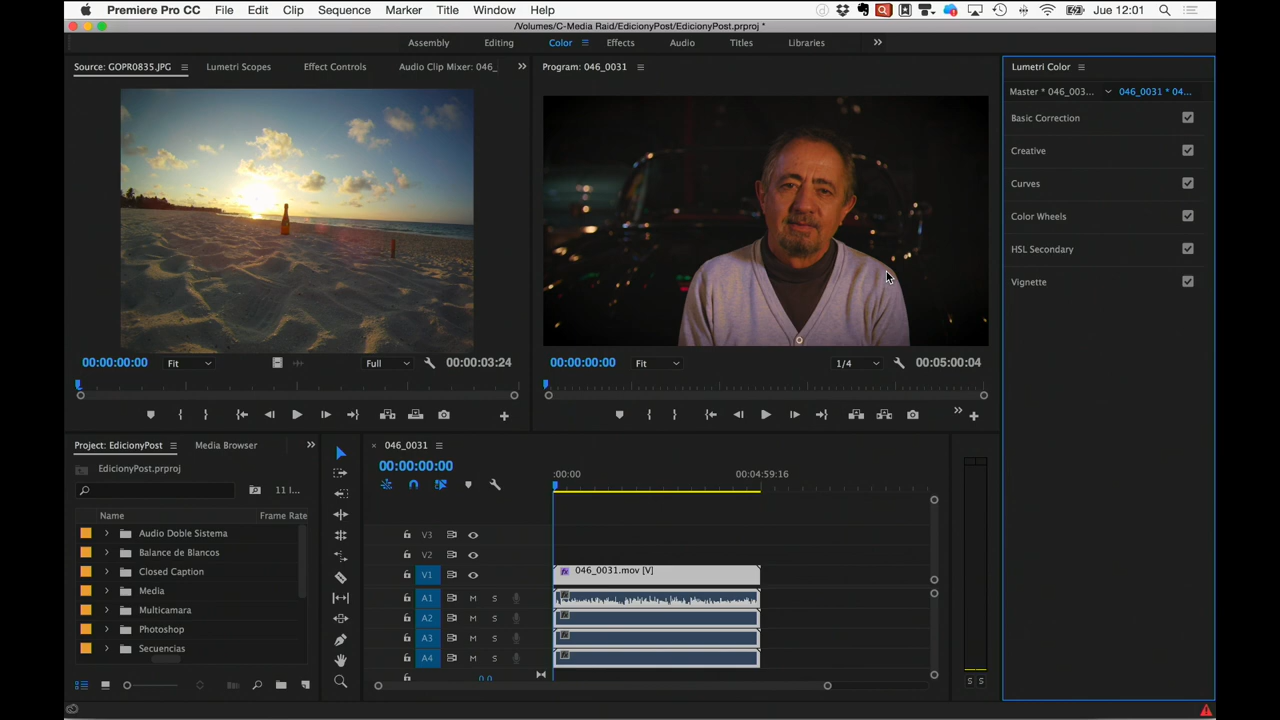 Premiere Pro CC File Edit Clip Sequence Marker Title Window Help Jue 12:01
/Volumes/C-Media Raid/EdicionyPost/EdicionyPost.prproj *
Assembly Editing Color Effects Audio Titles Libraries
Source: GOPR0835.JPG Lumetri Scopes Effect Controls Audio Clip Mixer: 046_
Program: 046_0031
Lumetri Color
Master * 046_003... 046_0031 * 04...
Basic Correction
Creative
Curves
Color Wheels
HSL Secondary
Vignette
00:00:00:00 Fit Full 00:00:03:24
00:00:00:00 Fit 1/4 00:05:00:04
Project: EdicionyPost Media Browser
EdicionyPost.prproj
11 I...
Name Frame Rate
Audio Doble Sistema
Balance de Blancos
Closed Caption
Media
Multicamara
Photoshop
Secuencias
× 046_0031
00:00:00:00
:00:00 00:04:59:16
V3
V2
V1 fx 046_0031.mov [V]
A1 M S
A2 M S
A3 M S
A4 M S
0,0
S S